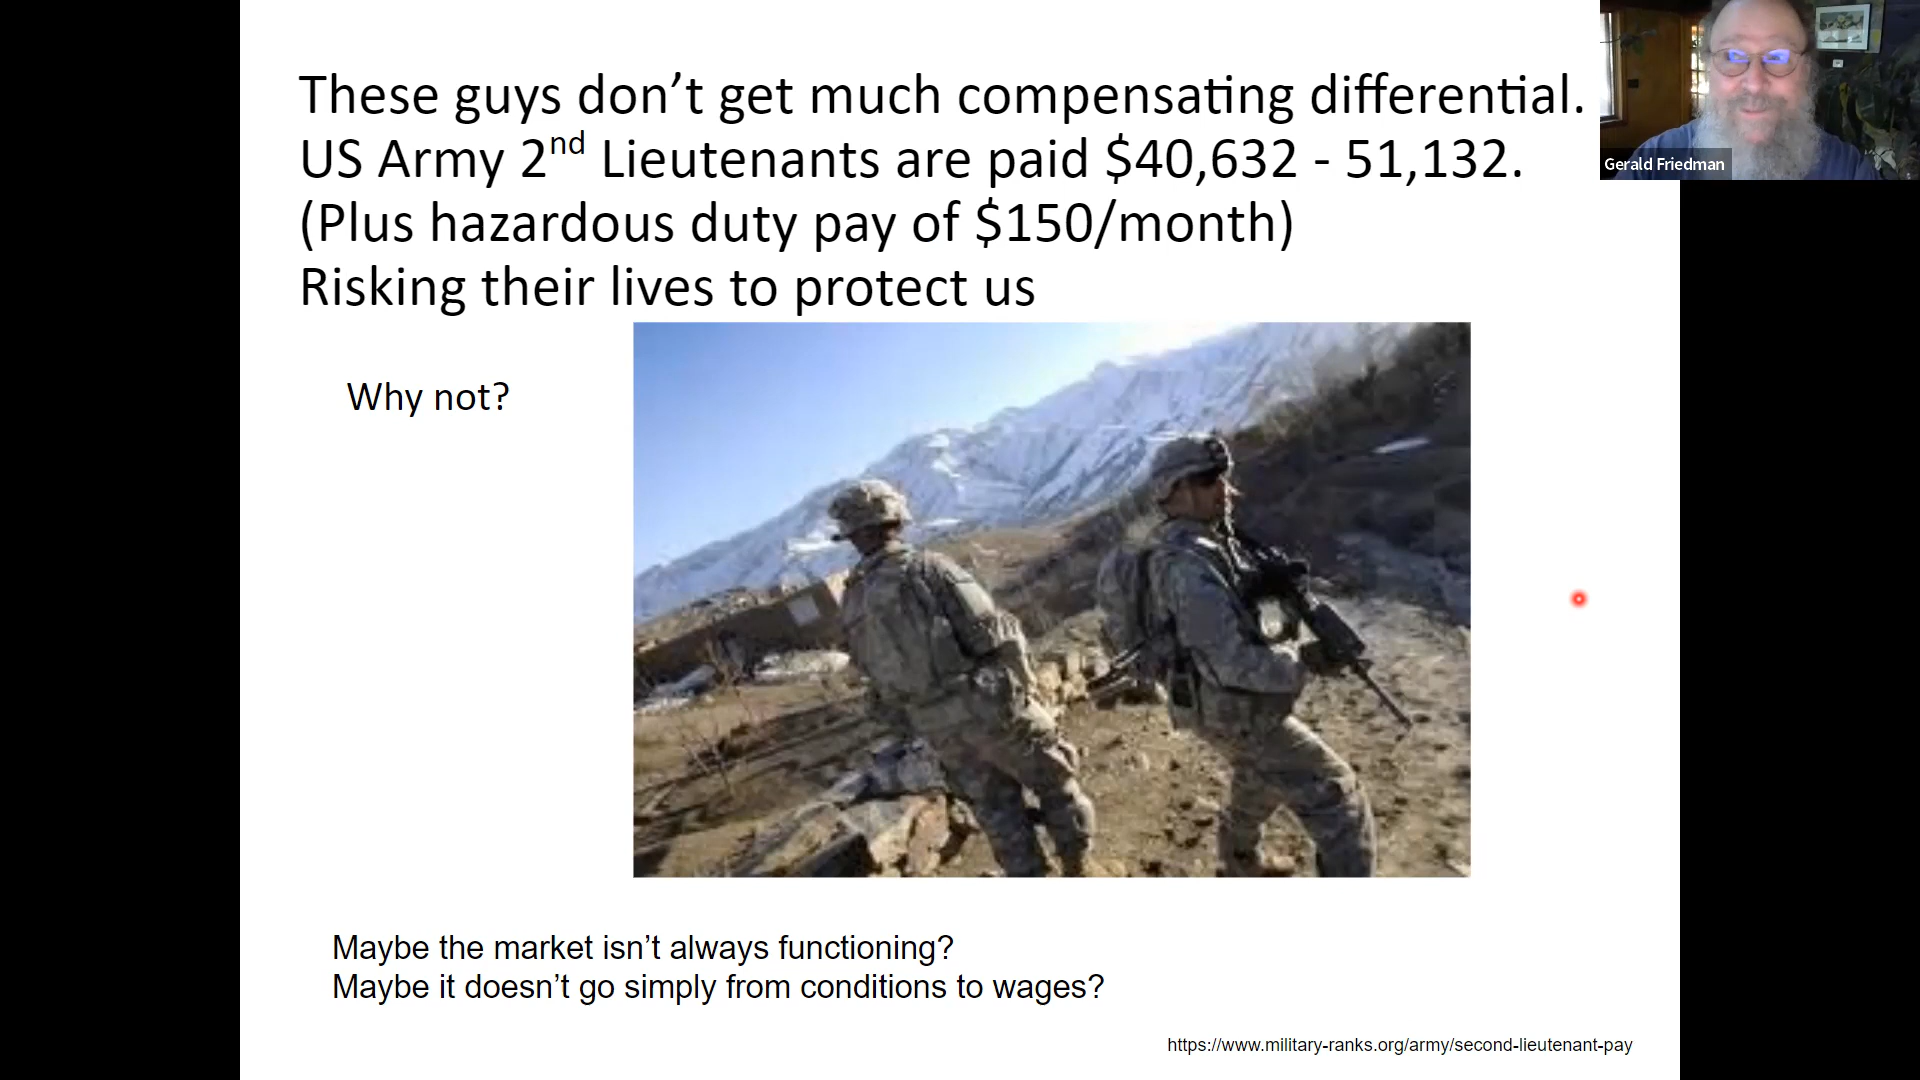 These guys don’t get much compensating differential.
US Army 2nd Lieutenants are paid $40,632 - 51,132.
(Plus hazardous duty pay of $150/month)
Risking their lives to protect us
Gerald Friedman
Why not?
Maybe the market isn’t always functioning?
Maybe it doesn’t go simply from conditions to wages?
https://www.military-ranks.org/army/second-lieutenant-pay